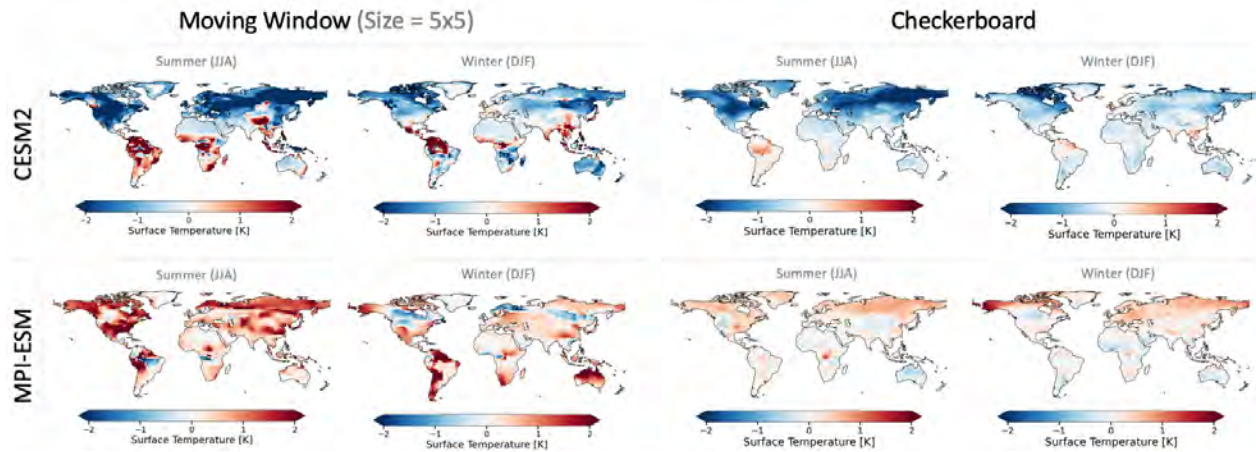 Moving Window (Size = 5x5)
Checkerboard
Summer (JJA)
Winter (DJF)
Summer (JJA)
Winter (DJF)
CESM2
−2 −1 0 1 2
Surface Temperature [K]
−2 −1 0 1 2
Surface Temperature [K]
−2 −1 0 1 2
Surface Temperature [K]
−2 −1 0 1 2
Surface Temperature [K]
Summer (JJA)
Winter (DJF)
Summer (JJA)
Winter (DJF)
MPI-ESM
−2 −1 0 1 2
Surface Temperature [K]
−2 −1 0 1 2
Surface Temperature [K]
−2 −1 0 1 2
Surface Temperature [K]
−2 −1 0 1 2
Surface Temperature [K]